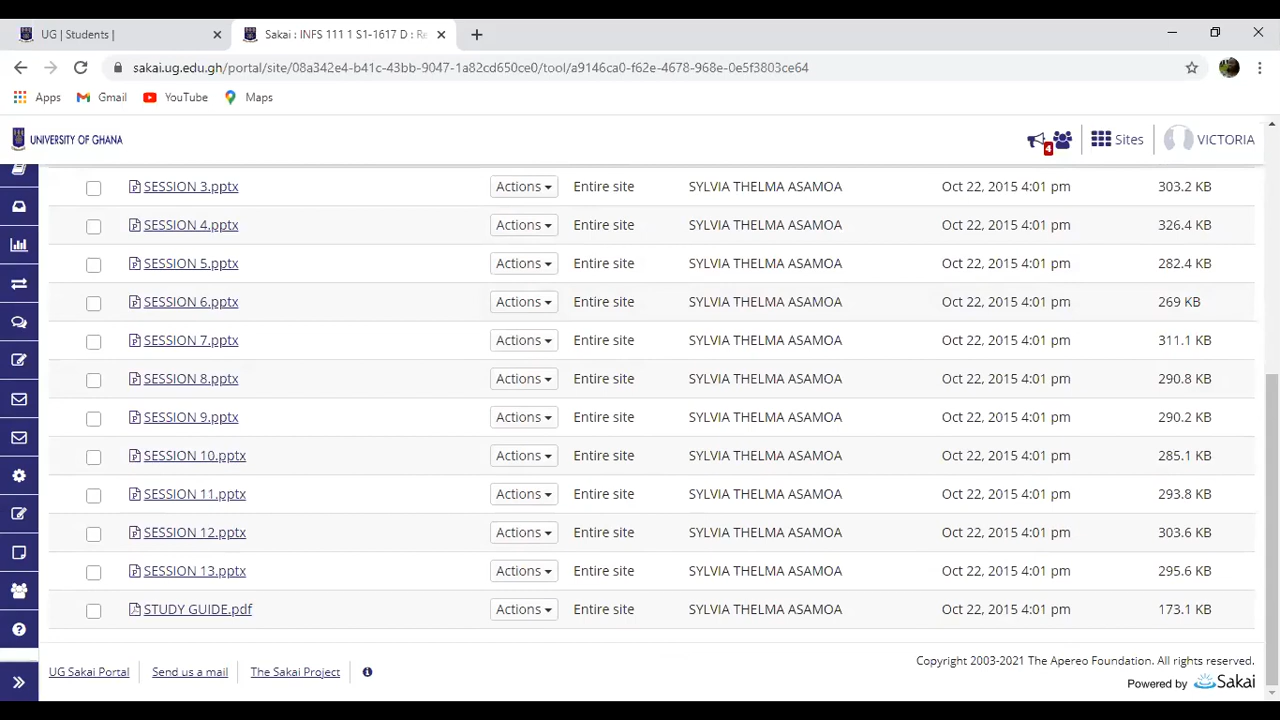 UG | Students |
Sakai : INFS 111 1 S1-1617 D : Re
sakai.ug.edu.gh/portal/site/08a342e4-b41c-43bb-9047-1a82cd650ce0/tool/a9146ca0-f62e-4678-968e-0e5f3803ce64
Apps Gmail YouTube Maps
UNIVERSITY OF GHANA 4 Sites VICTORIA
SESSION 3.pptx Actions Entire site SYLVIA THELMA ASAMOA Oct 22, 2015 4:01 pm 303.2 KB
SESSION 4.pptx Actions Entire site SYLVIA THELMA ASAMOA Oct 22, 2015 4:01 pm 326.4 KB
SESSION 5.pptx Actions Entire site SYLVIA THELMA ASAMOA Oct 22, 2015 4:01 pm 282.4 KB
SESSION 6.pptx Actions Entire site SYLVIA THELMA ASAMOA Oct 22, 2015 4:01 pm 269 KB
SESSION 7.pptx Actions Entire site SYLVIA THELMA ASAMOA Oct 22, 2015 4:01 pm 311.1 KB
SESSION 8.pptx Actions Entire site SYLVIA THELMA ASAMOA Oct 22, 2015 4:01 pm 290.8 KB
SESSION 9.pptx Actions Entire site SYLVIA THELMA ASAMOA Oct 22, 2015 4:01 pm 290.2 KB
SESSION 10.pptx Actions Entire site SYLVIA THELMA ASAMOA Oct 22, 2015 4:01 pm 285.1 KB
SESSION 11.pptx Actions Entire site SYLVIA THELMA ASAMOA Oct 22, 2015 4:01 pm 293.8 KB
SESSION 12.pptx Actions Entire site SYLVIA THELMA ASAMOA Oct 22, 2015 4:01 pm 303.6 KB
SESSION 13.pptx Actions Entire site SYLVIA THELMA ASAMOA Oct 22, 2015 4:01 pm 295.6 KB
STUDY GUIDE.pdf Actions Entire site SYLVIA THELMA ASAMOA Oct 22, 2015 4:01 pm 173.1 KB
UG Sakai Portal Send us a mail The Sakai Project
Copyright 2003-2021 The Apereo Foundation. All rights reserved.
Powered by Sakai